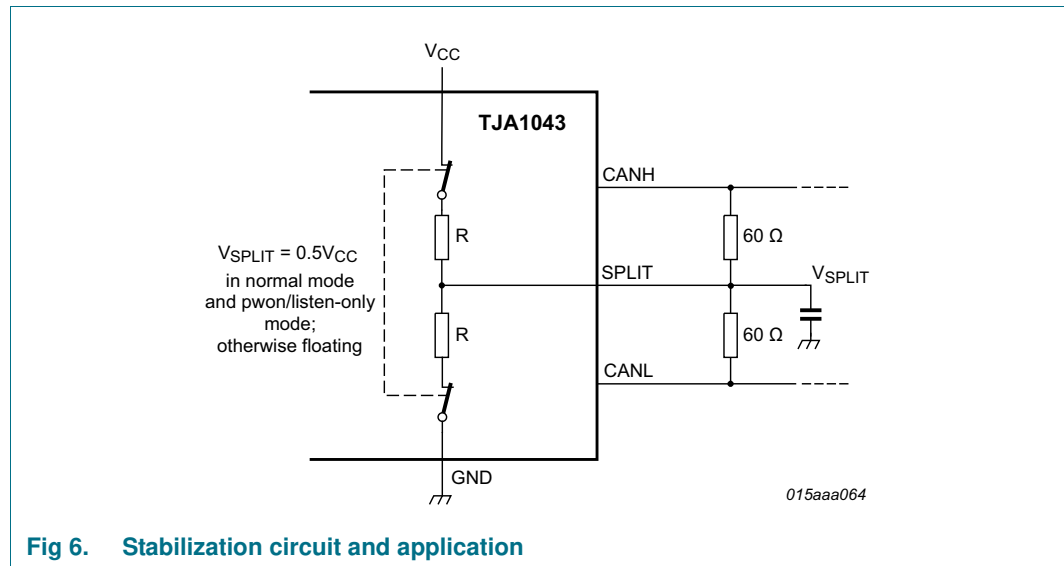 VCC
TJA1043
CANH
R
60 Ω
VSPLIT = 0.5VCC
in normal mode
and pwon/listen-only
mode;
otherwise floating
SPLIT
VSPLIT
R
60 Ω
CANL
GND
015aaa064
Fig 6. Stabilization circuit and application